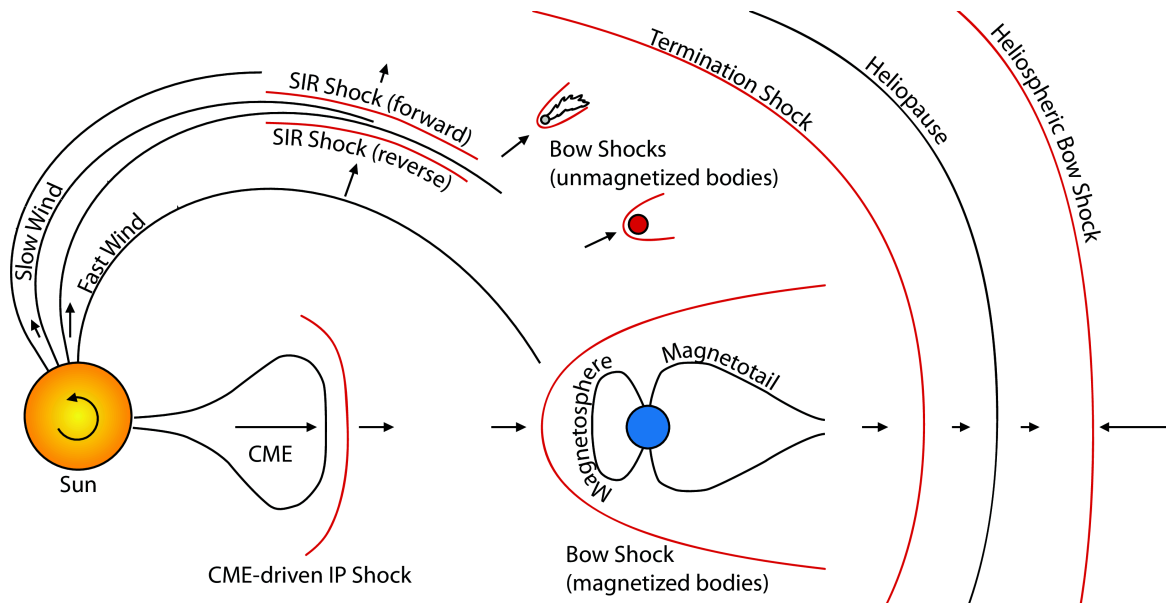 SIR Shock (forward)
SIR Shock (reverse)
Slow Wind
Fast Wind
Sun
CME
CME-driven IP Shock
Bow Shocks
(unmagnetized bodies)
Magnetosphere
Magnetotail
Bow Shock
(magnetized bodies)
Termination Shock
Heliopause
Heliospheric Bow Shock